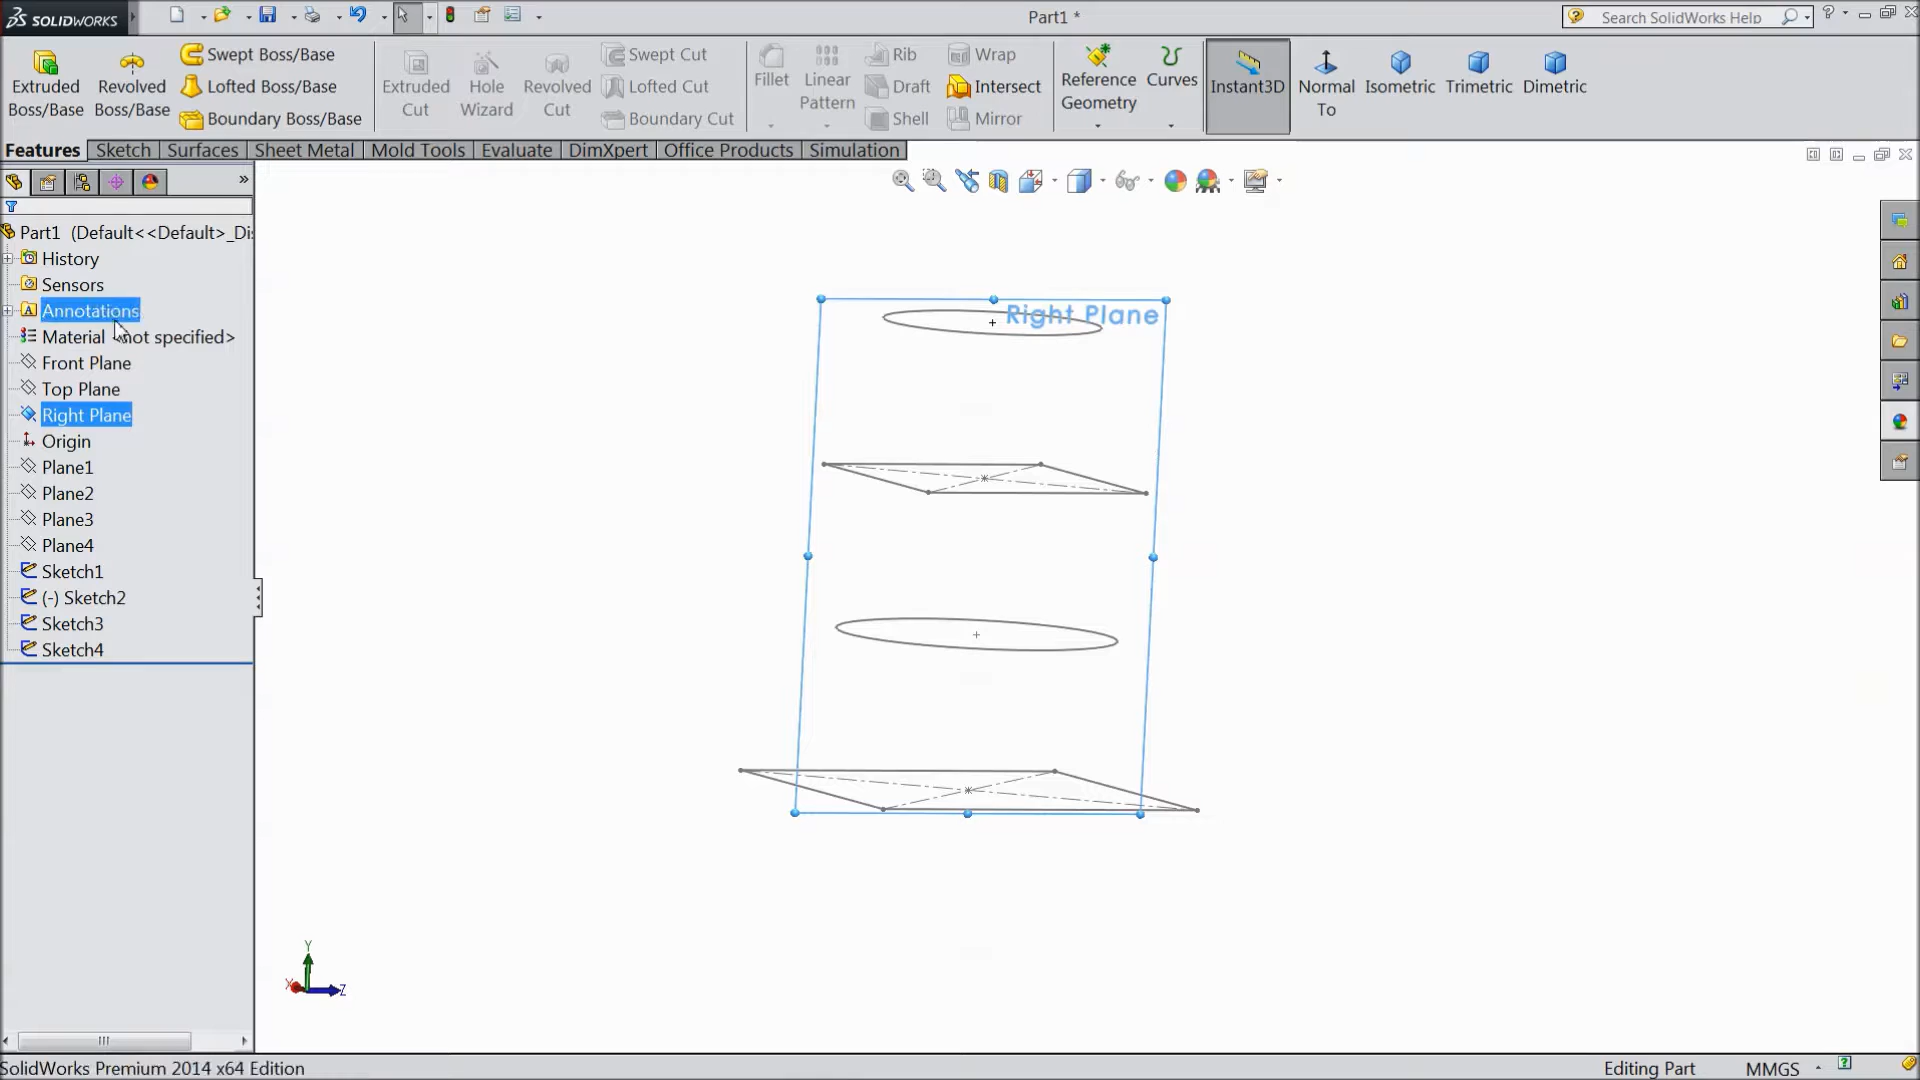 SOLIDWORKS
Part1 *
Search SolidWorks Help
Extruded Boss/Base
Revolved Boss/Base
Swept Boss/Base
Lofted Boss/Base
Boundary Boss/Base
Extruded Cut
Hole Wizard
Revolved Cut
Swept Cut
Lofted Cut
Boundary Cut
Fillet
Linear Pattern
Rib
Draft
Shell
Wrap
Intersect
Mirror
Reference Geometry
Curves
Instant3D
Normal To
Isometric
Trimetric
Dimetric
Features
Sketch
Surfaces
Sheet Metal
Mold Tools
Evaluate
DimXpert
Office Products
Simulation
Part1 (Default<<Default>_Di
History
Sensors
Annotations
Material not specified>
Front Plane
Top Plane
Right Plane
Origin
Plane1
Plane2
Plane3
Plane4
Sketch1
(-) Sketch2
Sketch3
Sketch4
Right Plane
Y
X
Z
SolidWorks Premium 2014 x64 Edition
Editing Part
MMGS